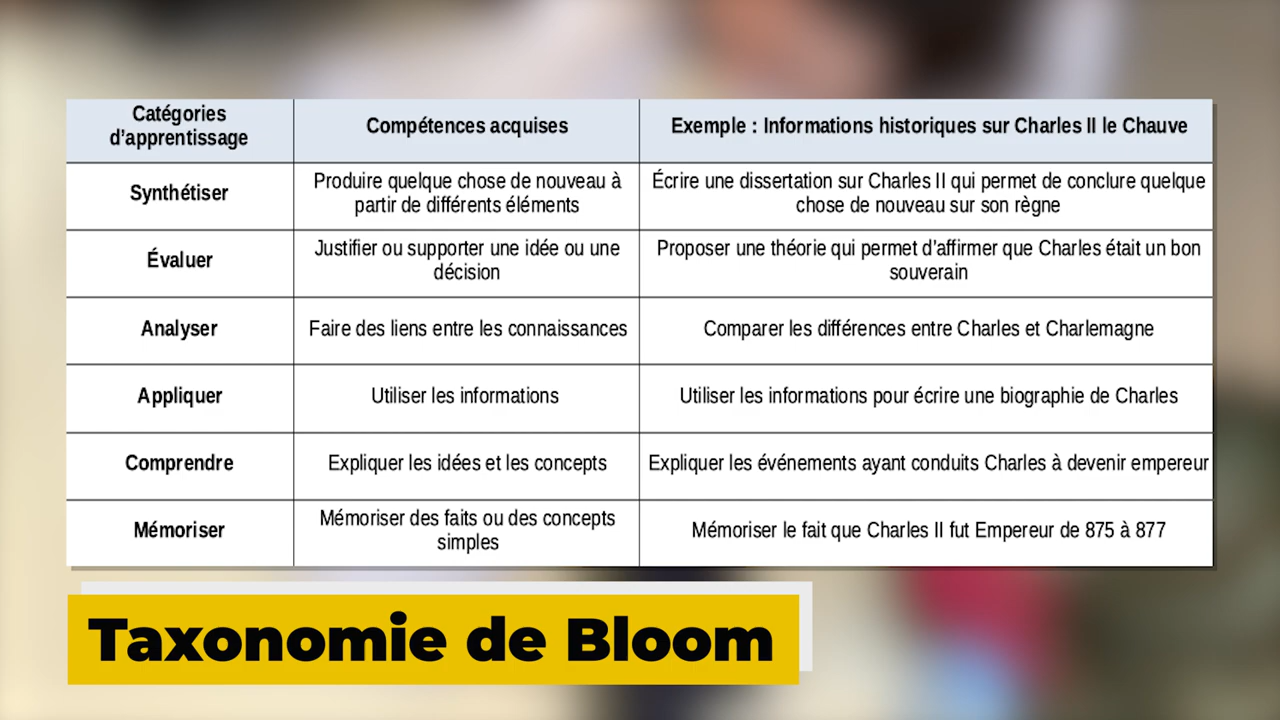 Catégories
d'apprentissage
Compétences acquises
Exemple : Informations historiques sur Charles II le Chauve
Synthétiser
Produire quelque chose de nouveau à
partir de différents éléments
Écrire une dissertation sur Charles II qui permet de conclure quelque
chose de nouveau sur son règne
Évaluer
Justifier ou supporter une idée ou une
décision
Proposer une théorie qui permet d'affirmer que Charles était un bon
souverain
Analyser
Faire des liens entre les connaissances
Comparer les différences entre Charles et Charlemagne
Appliquer
Utiliser les informations
Utiliser les informations pour écrire une biographie de Charles
Comprendre
Expliquer les idées et les concepts
Expliquer les événements ayant conduits Charles à devenir empereur
Mémoriser
Mémoriser des faits ou des concepts
simples
Mémoriser le fait que Charles II fut Empereur de 875 à 877
Taxonomie de Bloom